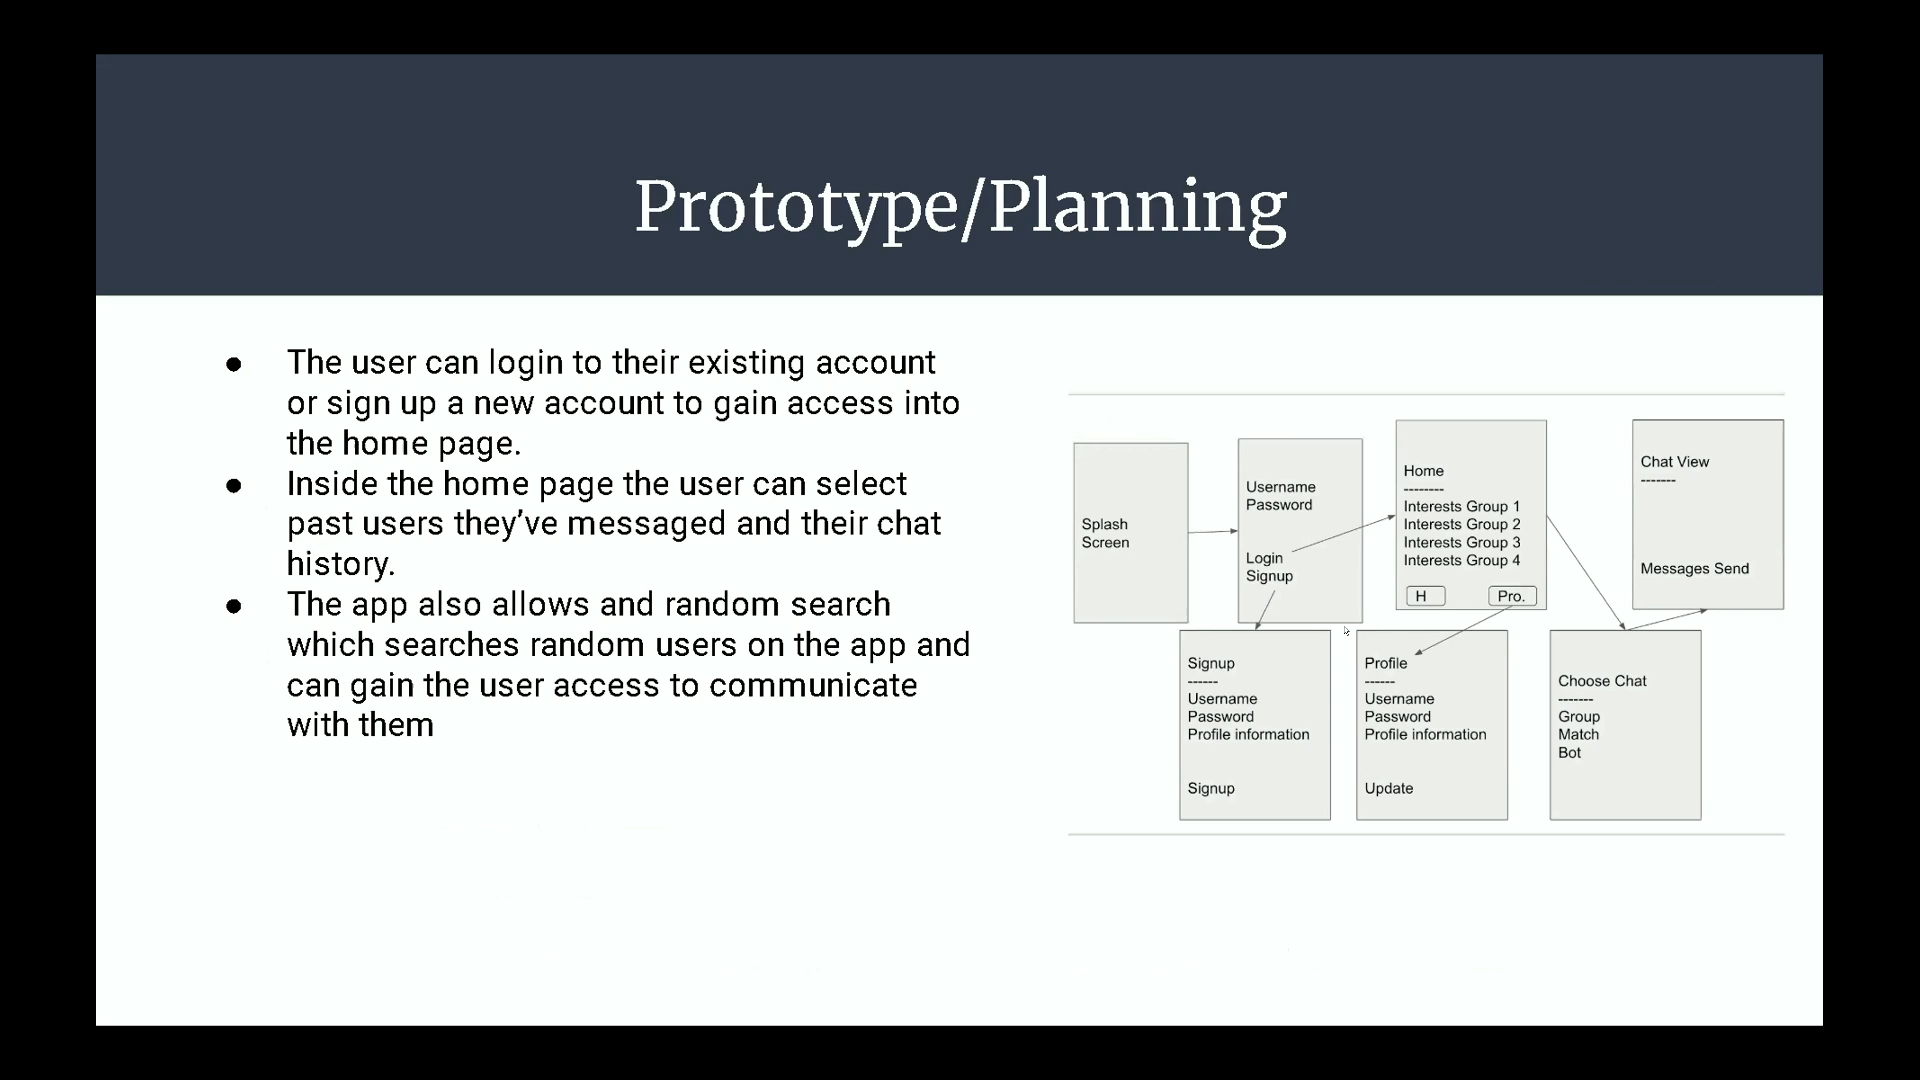 Prototype/Planning
● The user can login to their existing account
or sign up a new account to gain access into
the home page.
● Inside the home page the user can select
past users they’ve messaged and their chat
history.
● The app also allows and random search
which searches random users on the app and
can gain the user access to communicate
with them
Splash
Screen
Username
Password
Login
Signup
Home
--------
Interests Group 1
Interests Group 2
Interests Group 3
Interests Group 4
H
Pro.
Chat View
-------
Messages Send
Signup
------
Username
Password
Profile information
Signup
Profile
------
Username
Password
Profile information
Update
Choose Chat
-------
Group
Match
Bot